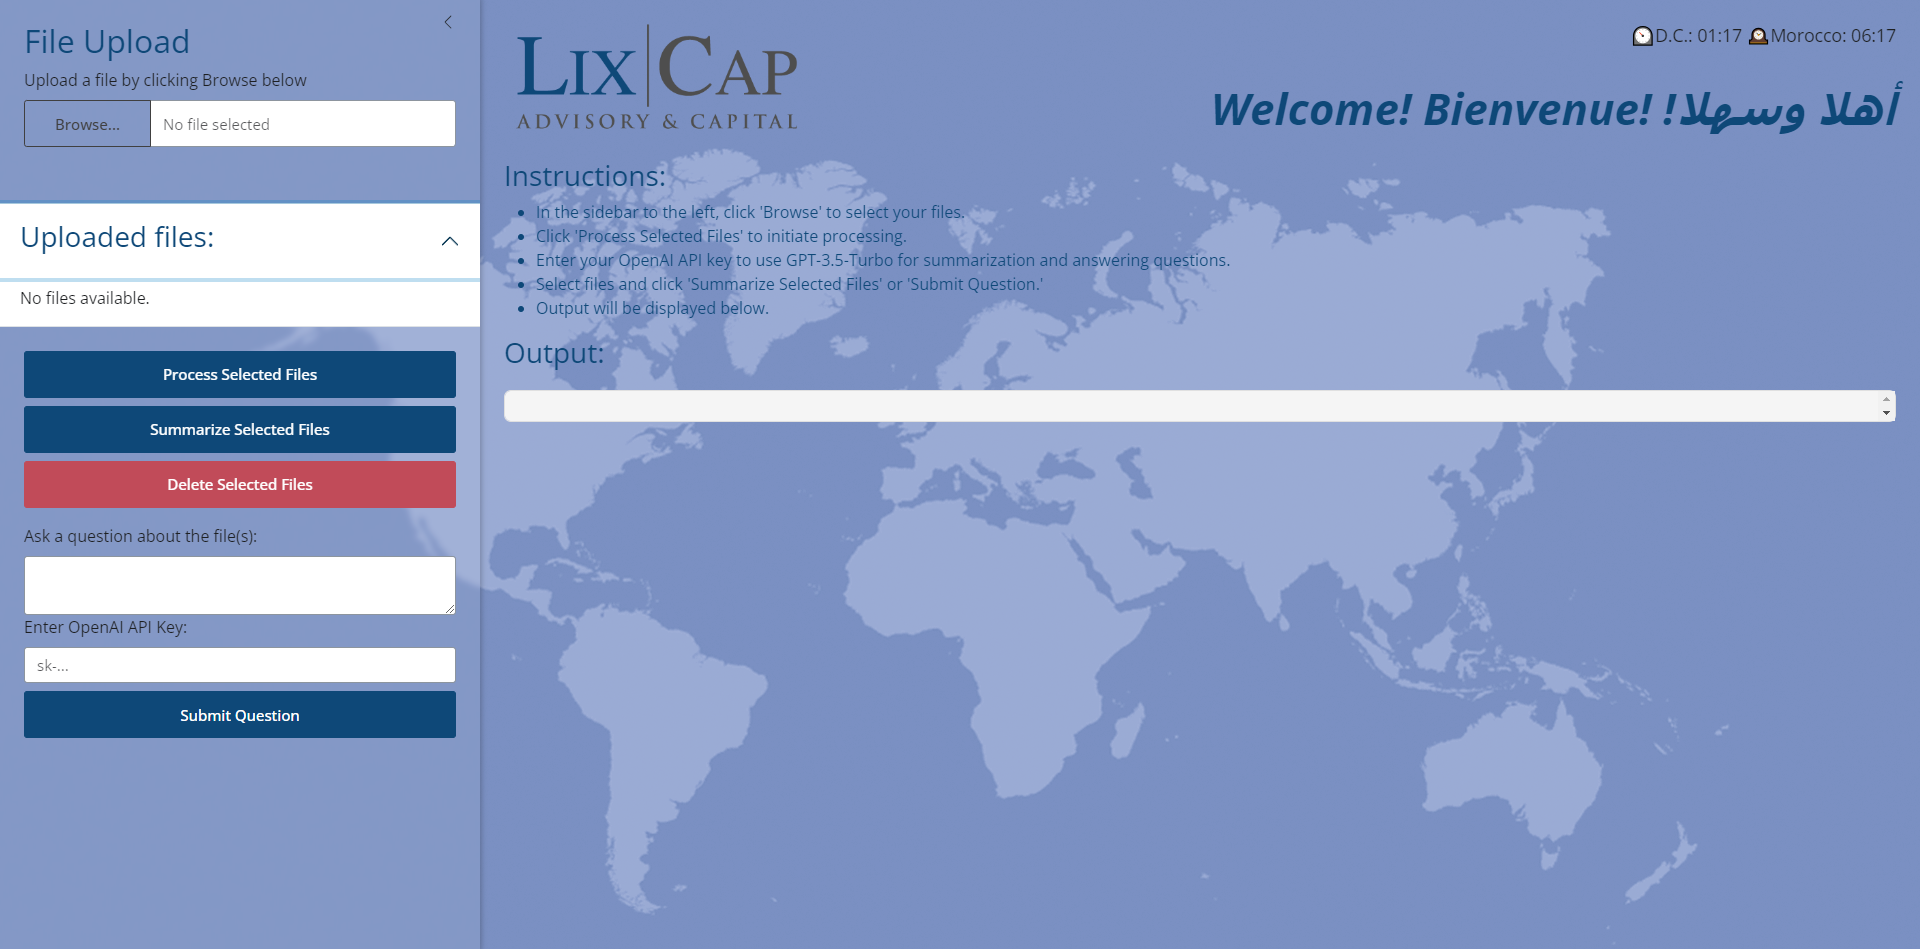 File Upload
Upload a file by clicking Browse below
Browse...
No file selected
Uploaded files:
No files available.
Process Selected Files
Summarize Selected Files
Delete Selected Files
Ask a question about the file(s):
Enter OpenAI API Key:
sk-...
Submit Question
LIX|CAP
ADVISORY & CAPITAL
D.C.: 01:17 Morocco: 06:17
Welcome! Bienvenue! !أهلا وسهلا
Instructions:
In the sidebar to the left, click 'Browse' to select your files.
Click 'Process Selected Files' to initiate processing.
Enter your OpenAI API key to use GPT-3.5-Turbo for summarization and answering questions.
Select files and click 'Summarize Selected Files' or 'Submit Question.'
Output will be displayed below.
Output: